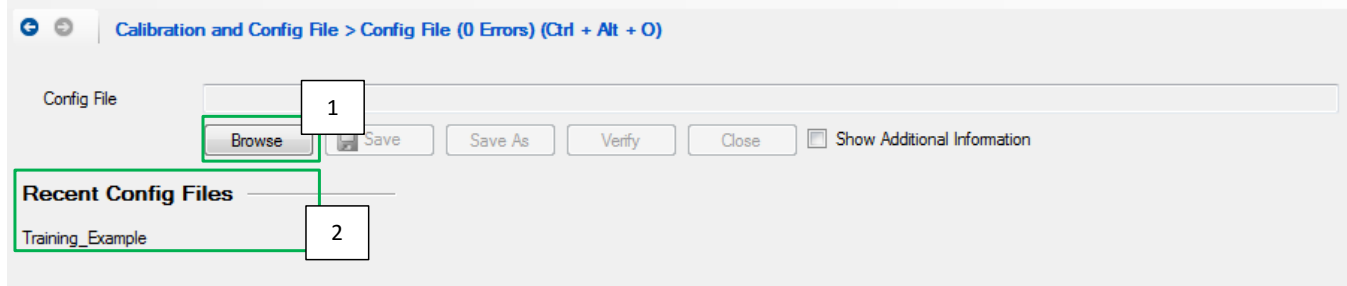 Calibration and Config File > Config File (0 Errors) (Ctrl + Alt + O)
Config File
1
Browse Save Save As Verify Close Show Additional Information
Recent Config Files
2
Training_Example